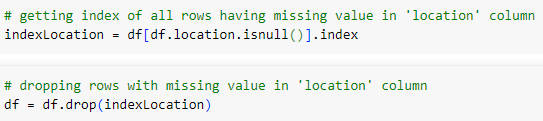 # getting index of all rows having missing value in 'location' column
indexLocation = df[df.location.isnull()].index
# dropping rows with missing value in 'location' column
df = df.drop(indexLocation)